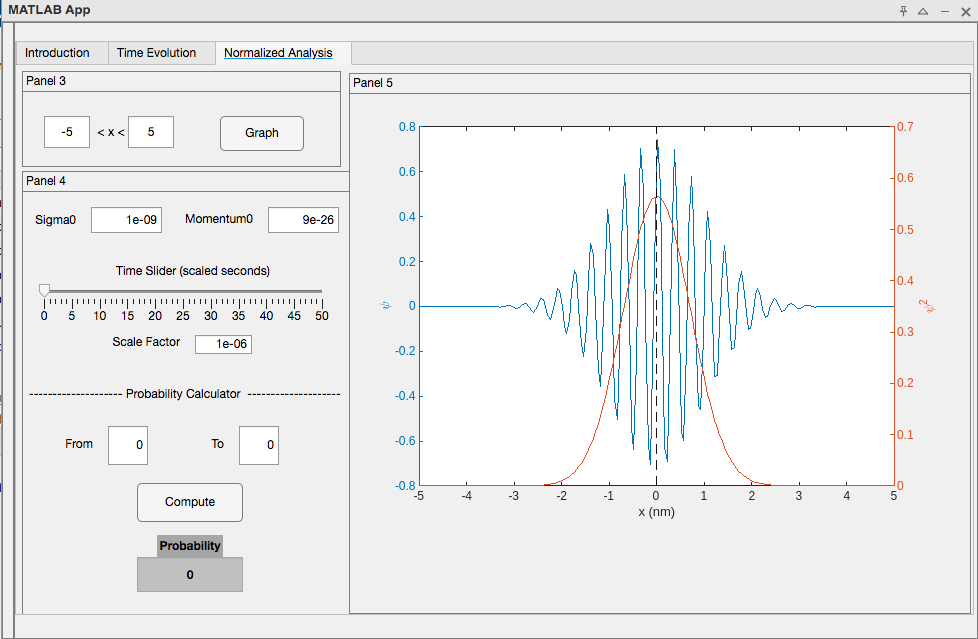 MATLAB App
Introduction Time Evolution Normalized Analysis
Panel 3
-5 < x < 5 Graph
Panel 4
Sigma0 1e-09 Momentum0 9e-26
Time Slider (scaled seconds)
0 5 10 15 20 25 30 35 40 45 50
Scale Factor 1e-06
-------------------- Probability Calculator --------------------
From 0 To 0
Compute
Probability
0
Panel 5
0.8
0.6
0.4
0.2
0
-0.2
-0.4
-0.6
-0.8
ψ
0.7
0.6
0.5
0.4
0.3
0.2
0.1
0
ψ²
-5 -4 -3 -2 -1 0 1 2 3 4 5
x (nm)